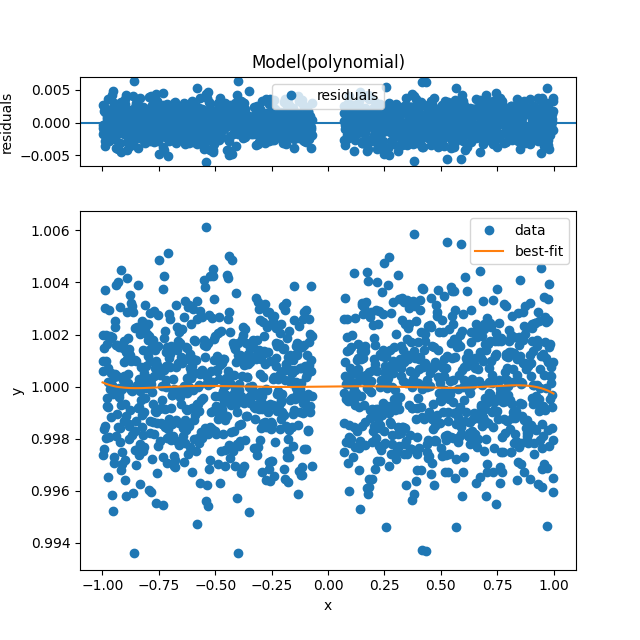 Model(polynomial)
residuals
0.005
0.000
−0.005
residuals
1.006
1.004
1.002
1.000
0.998
0.996
0.994
y
data
best-fit
−1.00 −0.75 −0.50 −0.25 0.00 0.25 0.50 0.75 1.00
x